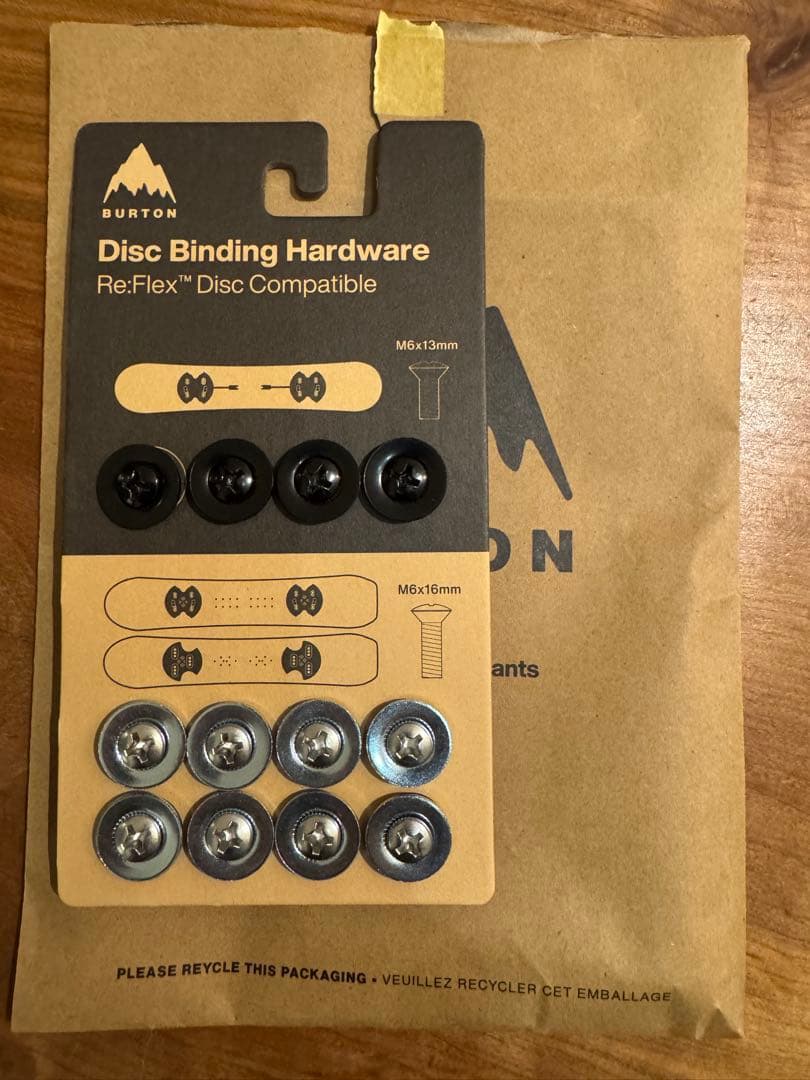 BURTON
Disc Binding Hardware
Re:Flex™ Disc Compatible
M6x13mm
M6x16mm
ON
ants
PLEASE REYCLE THIS PACKAGING • VEUILLEZ RECYCLER CET EMBALLAGE